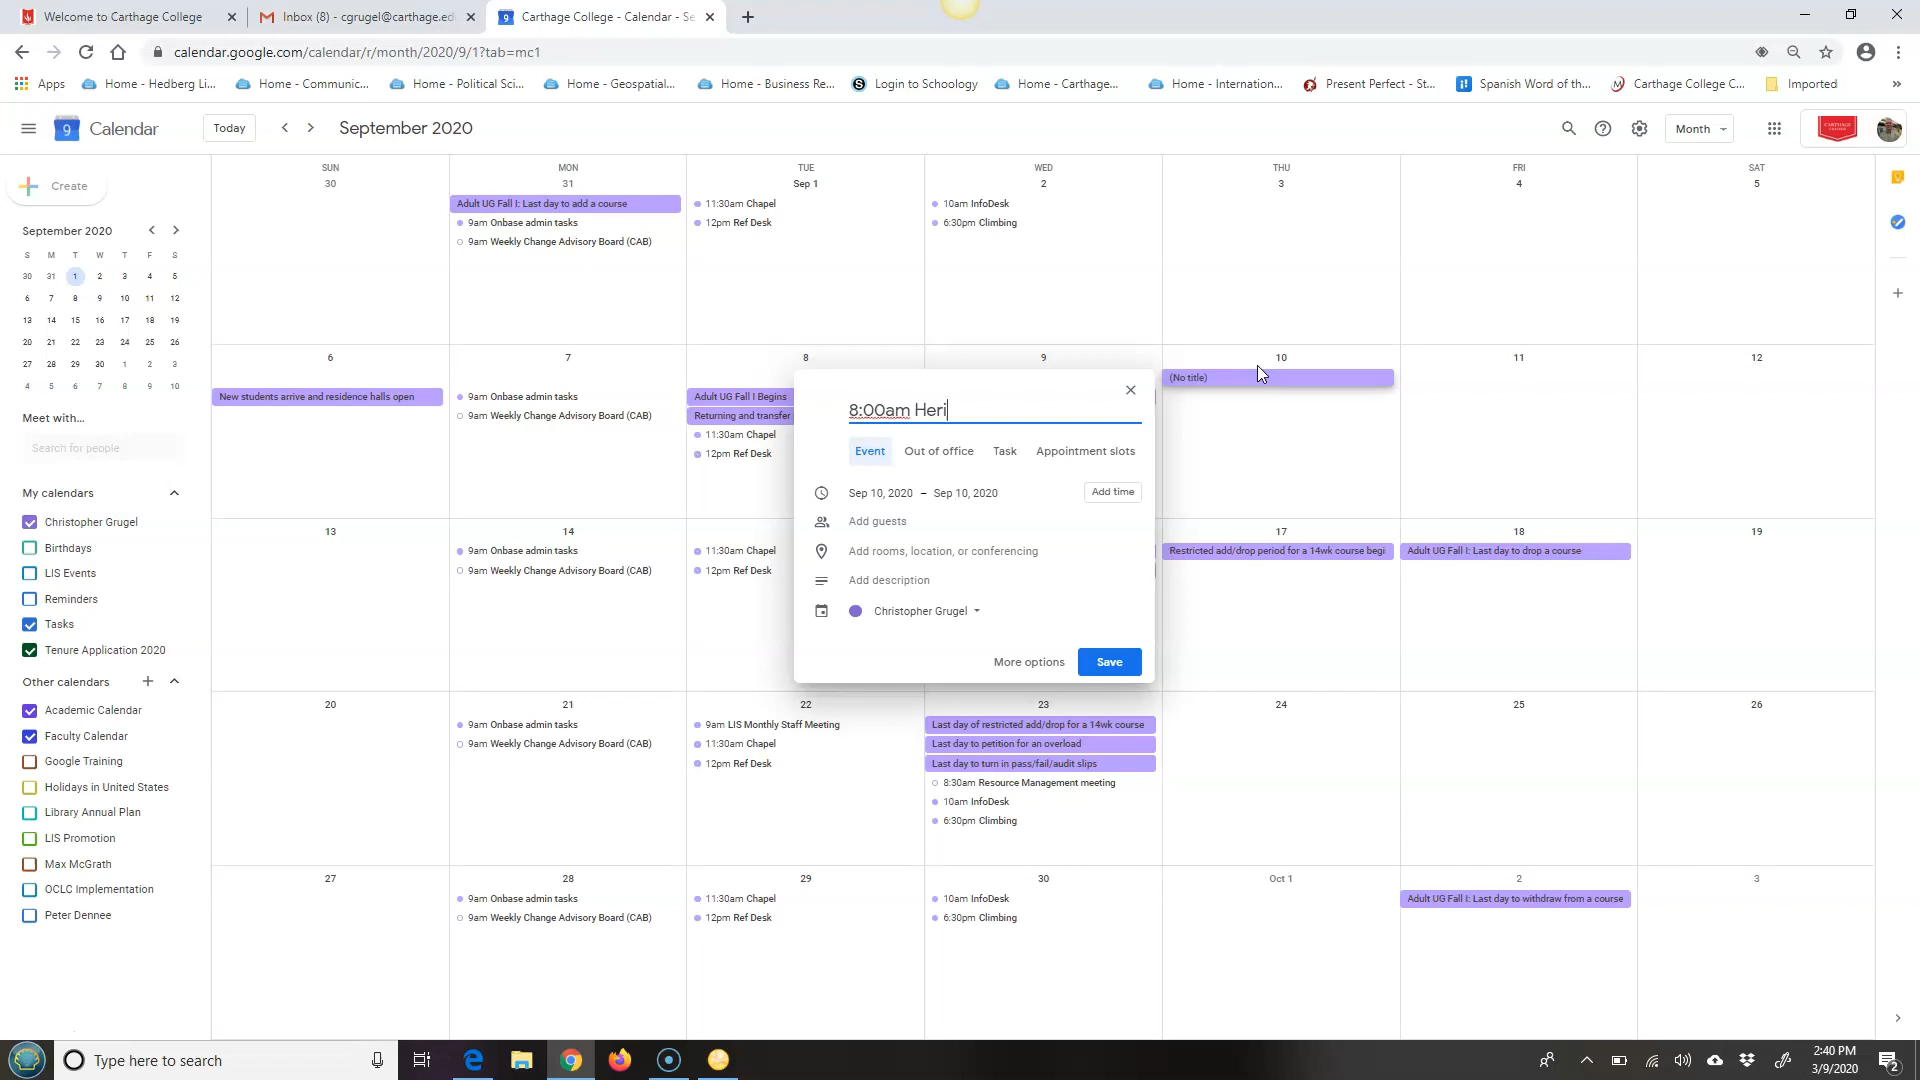 Welcome to Carthage College
Inbox (8) - cgrugel@carthage.ed
Carthage College - Calendar - Se
calendar.google.com/calendar/r/month/2020/9/1?tab=mc1
Apps
Home - Hedberg Li...
Home - Communic...
Home - Political Sci...
Home - Geospatial...
Home - Business Re...
Login to Schoology
Home - Carthage...
Home - Internation...
Present Perfect - St...
Spanish Word of th...
Carthage College C...
Imported
»
9
Calendar
Today
September 2020
Month
CARTHAGE
Create
September 2020
S M T W T F S
30 31 1 2 3 4 5
6 7 8 9 10 11 12
13 14 15 16 17 18 19
20 21 22 23 24 25 26
27 28 29 30 1 2 3
4 5 6 7 8 9 10
Meet with...
Search for people
My calendars
Christopher Grugel
Birthdays
LIS Events
Reminders
Tasks
Tenure Application 2020
Other calendars
Academic Calendar
Faculty Calendar
Google Training
Holidays in United States
Library Annual Plan
LIS Promotion
Max McGrath
OCLC Implementation
Peter Dennee
SUN MON TUE WED THU FRI SAT
30 31 Sep 1 2 3 4 5
Adult UG Fall I: Last day to add a course
9am Onbase admin tasks
9am Weekly Change Advisory Board (CAB)
11:30am Chapel
12pm Ref Desk
10am InfoDesk
6:30pm Climbing
6 7 8 9 10 11 12
New students arrive and residence halls open
9am Onbase admin tasks
9am Weekly Change Advisory Board (CAB)
Adult UG Fall I Begins
Returning and transfer
11:30am Chapel
12pm Ref Desk
(No title)
8:00am Heri
Event
Out of office
Task
Appointment slots
Sep 10, 2020 – Sep 10, 2020
Add time
Add guests
Add rooms, location, or conferencing
Add description
Christopher Grugel
More options
Save
13 14 17 18 19
9am Onbase admin tasks
9am Weekly Change Advisory Board (CAB)
11:30am Chapel
12pm Ref Desk
Restricted add/drop period for a 14wk course begi
Adult UG Fall I: Last day to drop a course
20 21 22 23 24 25 26
9am Onbase admin tasks
9am Weekly Change Advisory Board (CAB)
9am LIS Monthly Staff Meeting
11:30am Chapel
12pm Ref Desk
Last day of restricted add/drop for a 14wk course
Last day to petition for an overload
Last day to turn in pass/fail/audit slips
8:30am Resource Management meeting
10am InfoDesk
6:30pm Climbing
27 28 29 30 Oct 1 2 3
9am Onbase admin tasks
9am Weekly Change Advisory Board (CAB)
11:30am Chapel
12pm Ref Desk
10am InfoDesk
6:30pm Climbing
Adult UG Fall I: Last day to withdraw from a course
Type here to search
2:40 PM
3/9/2020
2